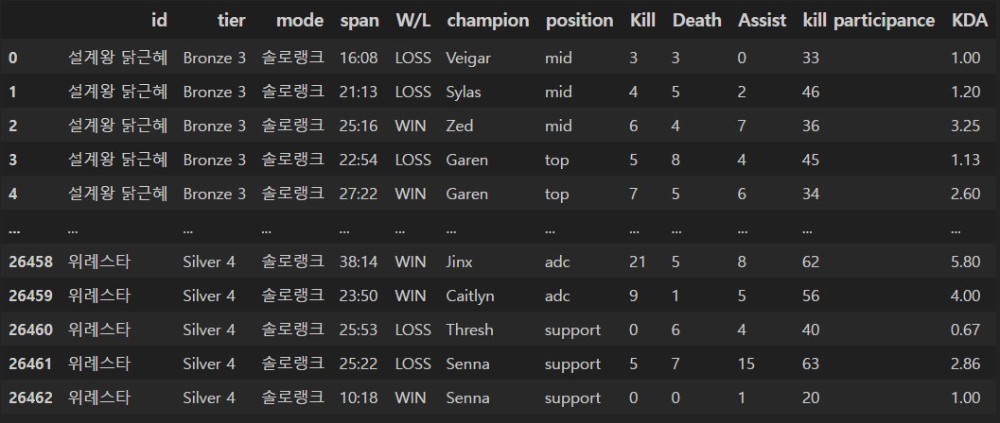 id tier mode span W/L champion position Kill Death Assist kill participance KDA
0 설계왕 닭근혜 Bronze 3 솔로랭크 16:08 LOSS Veigar mid 3 3 0 33 1.00
1 설계왕 닭근혜 Bronze 3 솔로랭크 21:13 LOSS Sylas mid 4 5 2 46 1.20
2 설계왕 닭근혜 Bronze 3 솔로랭크 25:16 WIN Zed mid 6 4 7 36 3.25
3 설계왕 닭근혜 Bronze 3 솔로랭크 22:54 LOSS Garen top 5 8 4 45 1.13
4 설계왕 닭근혜 Bronze 3 솔로랭크 27:22 WIN Garen top 7 5 6 34 2.60
... ... ... ... ... ... ... ... ... ... ... ... ...
26458 위례스타 Silver 4 솔로랭크 38:14 WIN Jinx adc 21 5 8 62 5.80
26459 위례스타 Silver 4 솔로랭크 23:50 WIN Caitlyn adc 9 1 5 56 4.00
26460 위례스타 Silver 4 솔로랭크 25:53 LOSS Thresh support 0 6 4 40 0.67
26461 위례스타 Silver 4 솔로랭크 25:22 LOSS Senna support 5 7 15 63 2.86
26462 위례스타 Silver 4 솔로랭크 10:18 WIN Senna support 0 0 1 20 1.00